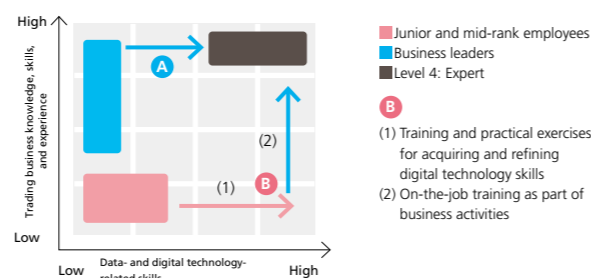 High
Trading business knowledge, skills,
and experience
Low
A
(2)
(1)
B
Low
Data- and digital technology-
related skills
High
Junior and mid-rank employees
Business leaders
Level 4: Expert
B
(1) Training and practical exercises
for acquiring and refining
digital technology skills
(2) On-the-job training as part of
business activities